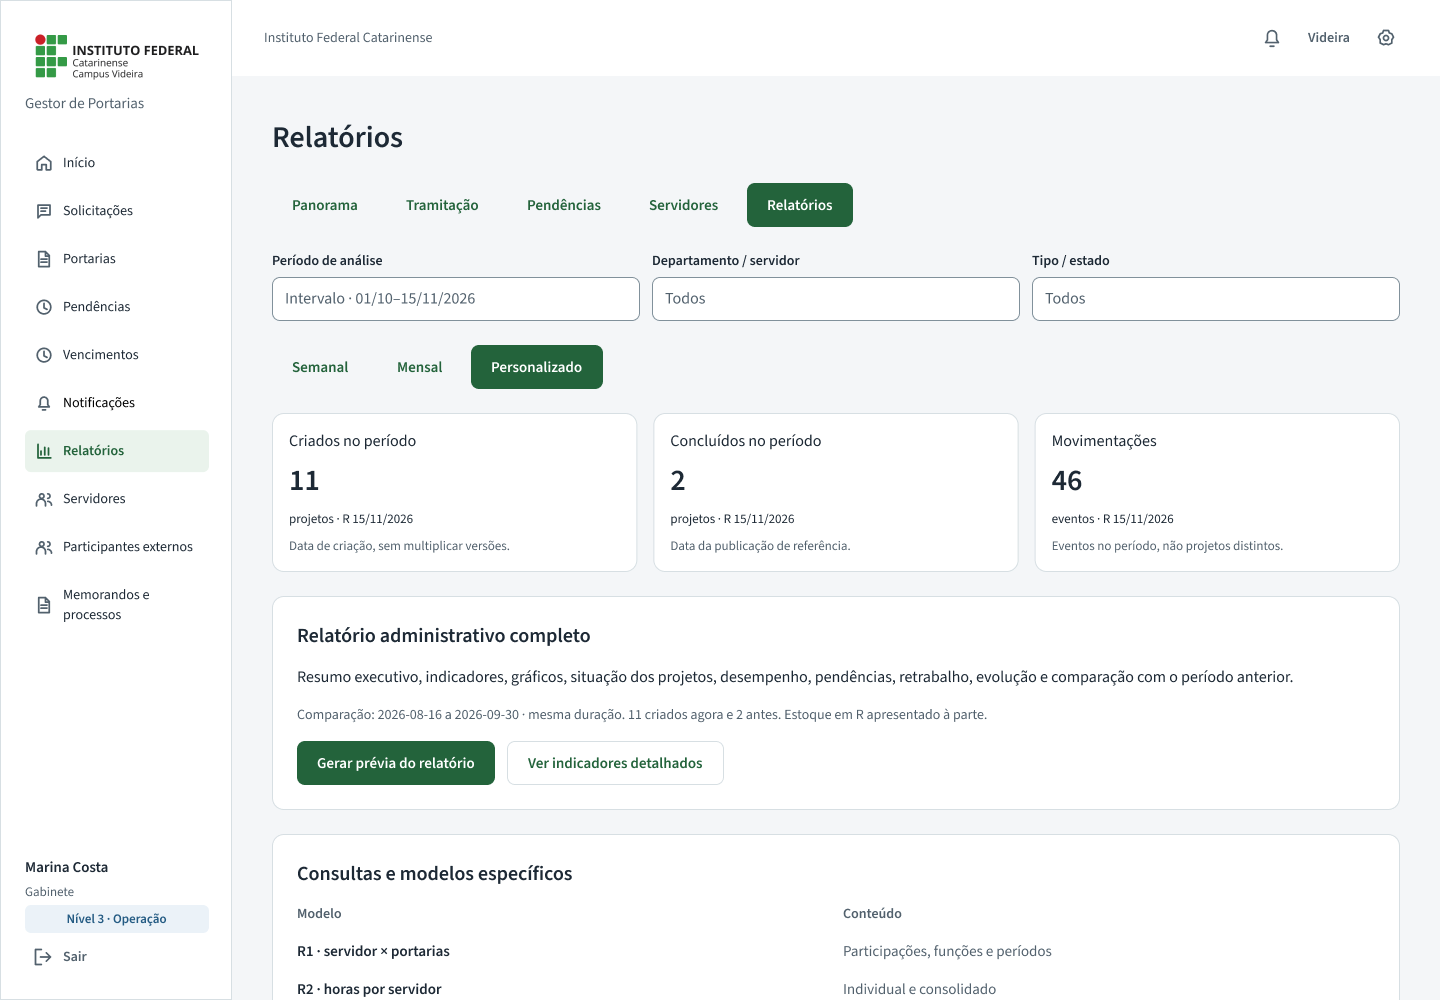 INSTITUTO FEDERAL
Catarinense
Campus Videira
Gestor de Portarias
Início
Solicitações
Portarias
Pendências
Vencimentos
Notificações
Relatórios
Servidores
Participantes externos
Memorandos e
processos
Marina Costa
Gabinete
Nível 3 · Operação
Sair
Instituto Federal Catarinense
Videira
Relatórios
Panorama
Tramitação
Pendências
Servidores
Relatórios
Período de análise
Departamento / servidor
Tipo / estado
Intervalo · 01/10–15/11/2026
Todos
Todos
Semanal
Mensal
Personalizado
Criados no período
11
projetos · R 15/11/2026
Data de criação, sem multiplicar versões.
Concluídos no período
2
projetos · R 15/11/2026
Data da publicação de referência.
Movimentações
46
eventos · R 15/11/2026
Eventos no período, não projetos distintos.
Relatório administrativo completo
Resumo executivo, indicadores, gráficos, situação dos projetos, desempenho, pendências, retrabalho, evolução e comparação com o período anterior.
Comparação: 2026-08-16 a 2026-09-30 · mesma duração. 11 criados agora e 2 antes. Estoque em R apresentado à parte.
Gerar prévia do relatório
Ver indicadores detalhados
Consultas e modelos específicos
Modelo
Conteúdo
R1 · servidor × portarias
Participações, funções e períodos
R2 · horas por servidor
Individual e consolidado